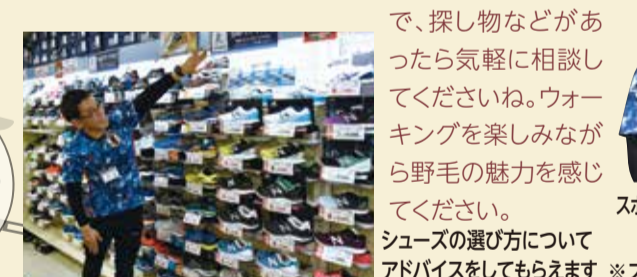 で、探し物などがあ
ったら気軽に相談し
てくださいね。ウォー
キングを楽しみなが
ら野毛の魅力を感じ
てください。
シューズの選び方について
アドバイスをしてもらえます
スポ
※